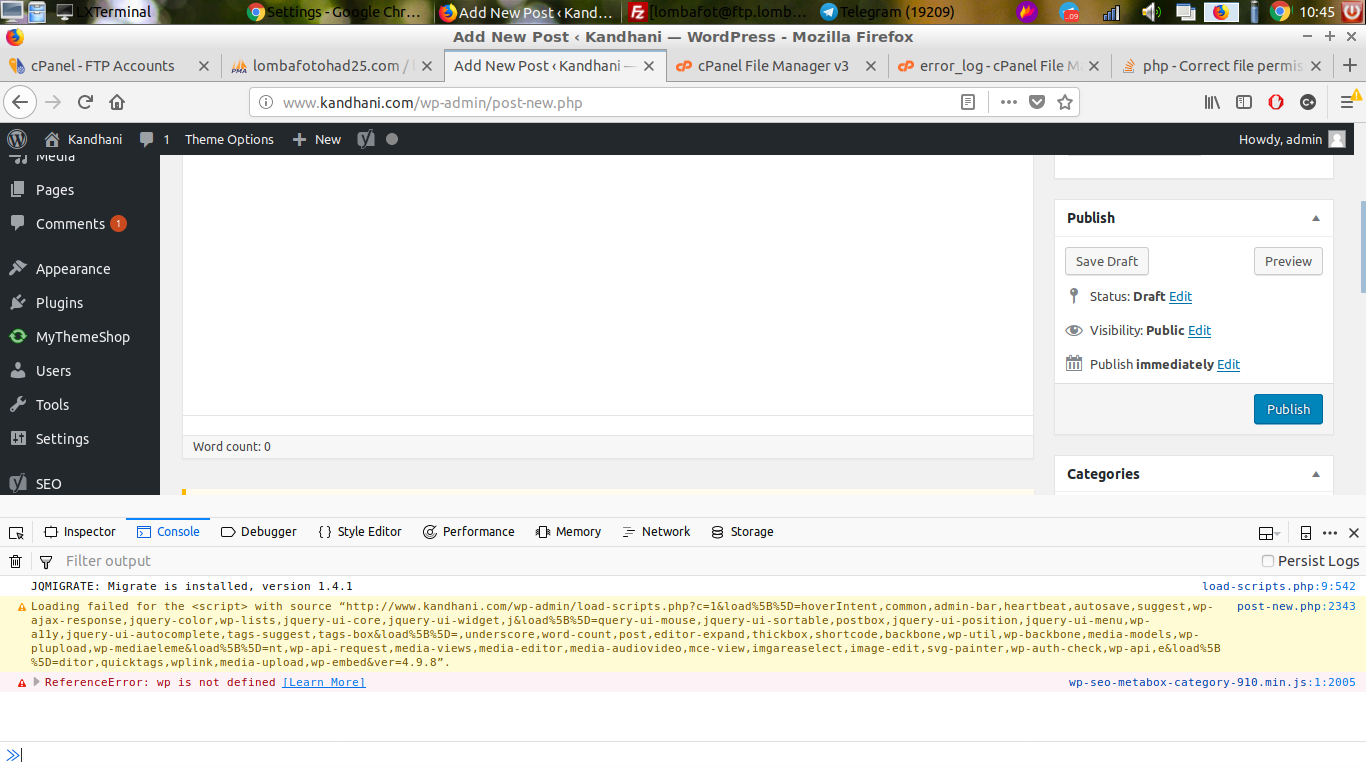 LXTerminal
Settings - Google Chr...
Add New Post ‹ Kand...
[lombafot@ftp.lomb...
Telegram (19209)
..09
10:45
Add New Post ‹ Kandhani — WordPress - Mozilla Firefox
cPanel - FTP Accounts
PMA
lombafotohad25.com /
Add New Post ‹ Kandhani —
cP
cPanel File Manager v3
cP
error_log - cPanel File M
php - Correct file permis
www.kandhani.com/wp-admin/post-new.php
Kandhani
1
Theme Options
New
Howdy, admin
Media
Pages
Comments 1
Appearance
Plugins
MyThemeShop
Users
Tools
Settings
SEO
Word count: 0
Publish
Save Draft
Preview
Status: Draft Edit
Visibility: Public Edit
Publish immediately Edit
Publish
Categories
Inspector
Console
Debugger
{ } Style Editor
Performance
Memory
Network
Storage
Filter output
Persist Logs
JQMIGRATE: Migrate is installed, version 1.4.1
load-scripts.php:9:542
Loading failed for the <script> with source “http://www.kandhani.com/wp-admin/load-scripts.php?c=1&load%5B%5D=hoverIntent,common,admin-bar,heartbeat,autosave,suggest,wp-
post-new.php:2343
ajax-response,jquery-color,wp-lists,jquery-ui-core,jquery-ui-widget,j&load%5B%5D=query-ui-mouse,jquery-ui-sortable,postbox,jquery-ui-position,jquery-ui-menu,wp-
a11y,jquery-ui-autocomplete,tags-suggest,tags-box&load%5B%5D=,underscore,word-count,post,editor-expand,thickbox,shortcode,backbone,wp-util,wp-backbone,media-models,wp-
plupload,wp-mediaeleme&load%5B%5D=nt,wp-api-request,media-views,media-editor,media-audiovideo,mce-view,imgareaselect,image-edit,svg-painter,wp-auth-check,wp-api,e&load%5B
%5D=ditor,quicktags,wplink,media-upload,wp-embed&ver=4.9.8”.
ReferenceError: wp is not defined [Learn More]
wp-seo-metabox-category-910.min.js:1:2005